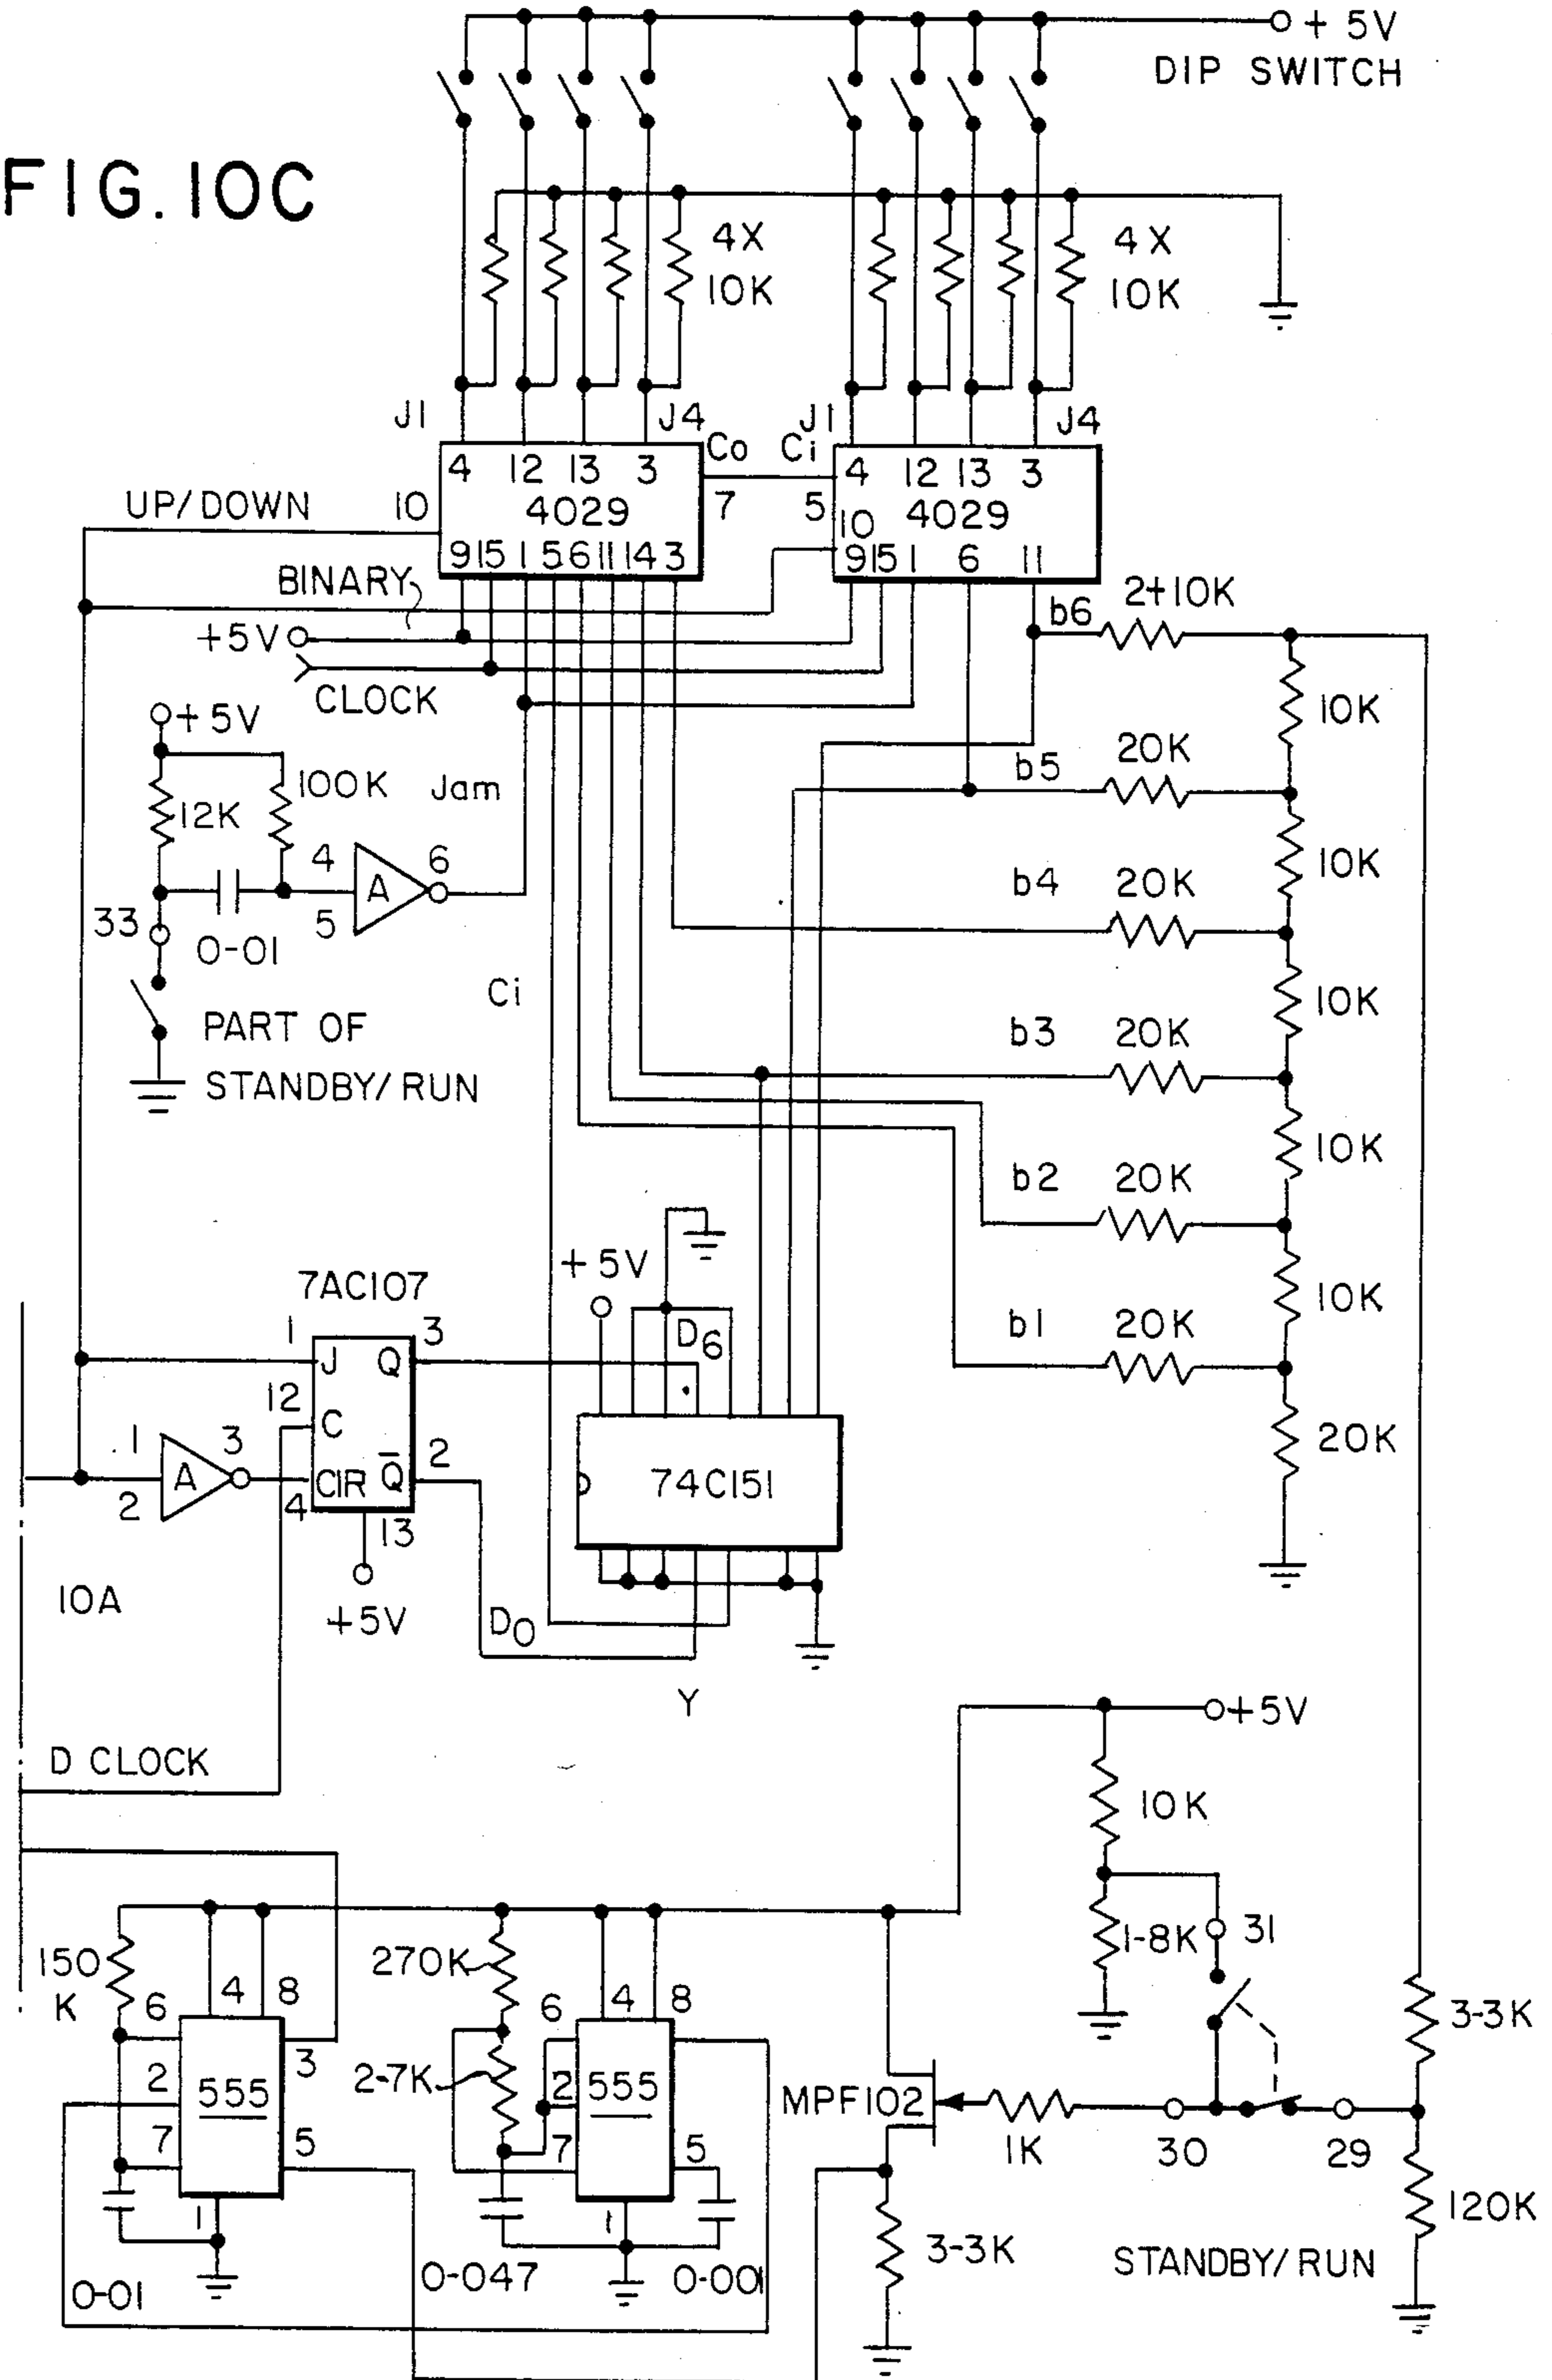 + 5V
DIP SWITCH
FIG. 10C
4X
10K
4X
10K
J1
J4
Co
Ci
J1
J4
4 12 13 3
4 12 13 3
UP/DOWN
10
4029
7
5
10
4029
9 15 1 5 6 11 14 3
9 15 1 6 11
BINARY
+5V
CLOCK
b6
2+10K
10K
+5V
12K
100K
Jam
b5
20K
10K
4
6
A
5
33
0-01
b4
20K
10K
Ci
PART OF
STANDBY/RUN
b3
20K
10K
b2
20K
10K
+5V
7AC107
1
3
J
Q
D6
b1
20K
12
C
1
3
A
2
CIR
Q̅
2
4
13
74C151
20K
10A
+5V
D0
Y
+5V
D CLOCK
10K
1-8K
31
150
K
6
4
8
3
2
555
7
5
1
0-01
270K
2-7K
6
4
8
2
555
7
5
1
0-047
0-001
MPF102
1K
30
29
3-3K
3-3K
120K
STANDBY/RUN